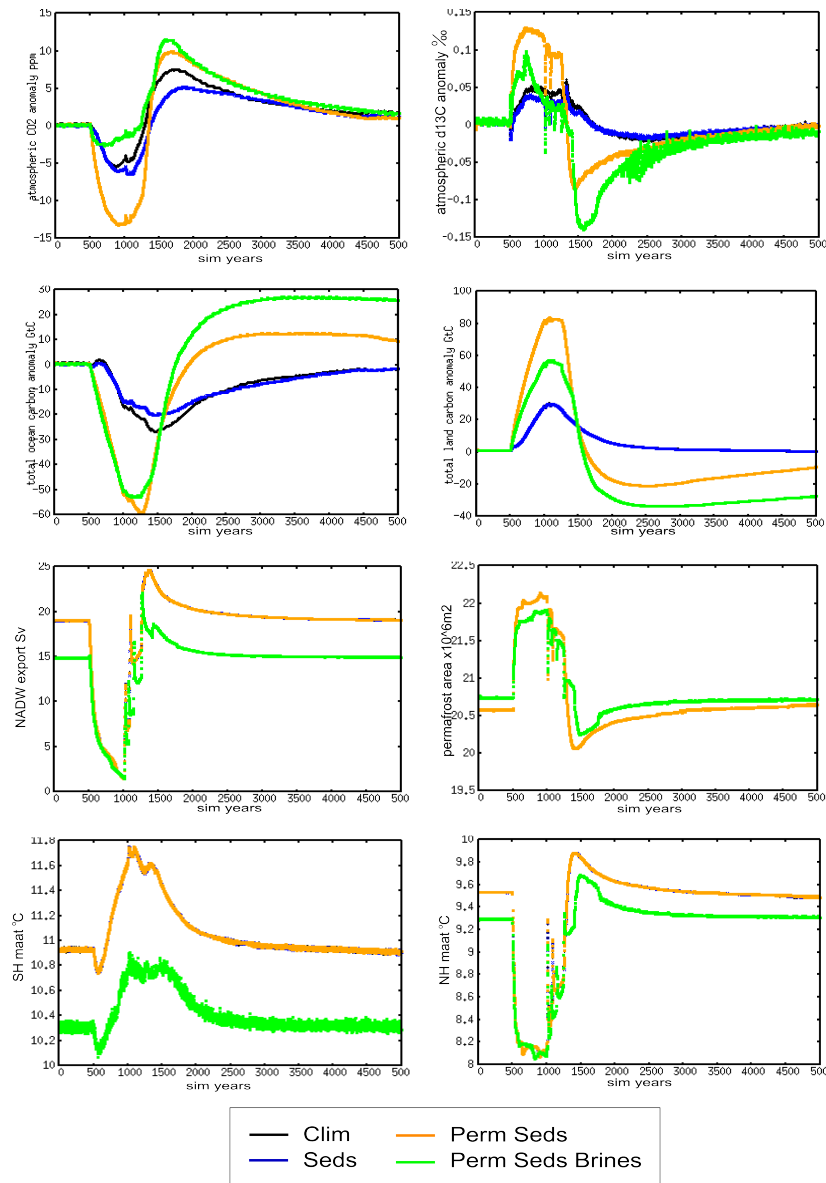 atmospheric CO2 anomaly ppm
15
10
5
0
−5
−10
−15
0 500 1000 1500 2000 2500 3000 3500 4000 4500 500
sim years
atmospheric d13C anomaly ‰
0.15
0.1
0.05
0
−0.05
−0.1
−0.15
0 500 1000 1500 2000 2500 3000 3500 4000 4500 500
sim years
total ocean carbon anomaly GtC
30
20
10
0
−10
−20
−30
−40
−50
−60
0 500 1000 1500 2000 2500 3000 3500 4000 4500 500
sim years
total land carbon anomaly GtC
100
80
60
40
20
0
−20
−40
0 500 1000 1500 2000 2500 3000 3500 4000 4500 500
sim years
NADW export Sv
25
20
15
10
5
0
0 500 1000 1500 2000 2500 3000 3500 4000 4500 500
sim years
permafrost area x10^6m2
22.5
22
21.5
21
20.5
20
19.5
0 500 1000 1500 2000 2500 3000 3500 4000 4500 500
sim years
SH maat °C
11.8
11.6
11.4
11.2
11
10.8
10.6
10.4
10.2
10
0 500 1000 1500 2000 2500 3000 3500 4000 4500 500
sim years
NH maat °C
10
9.8
9.6
9.4
9.2
9
8.8
8.6
8.4
8.2
8
0 500 1000 1500 2000 2500 3000 3500 4000 4500 500
sim years
Clim
Perm Seds
Seds
Perm Seds Brines